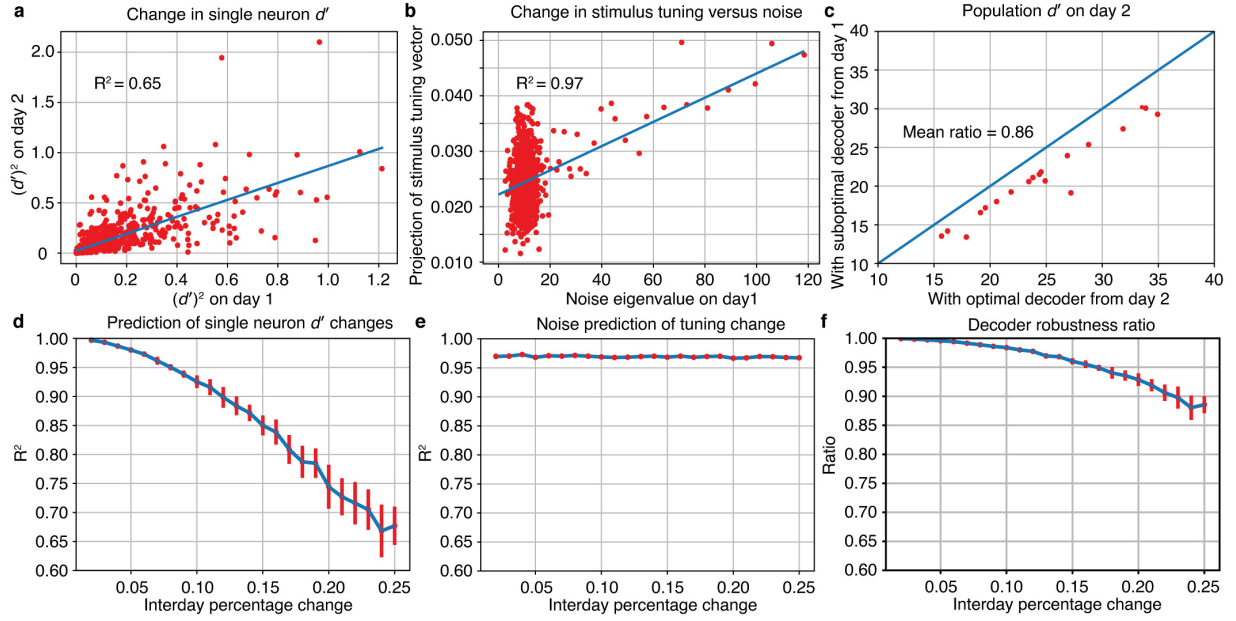 a
Change in single neuron d′
(d′)² on day 2
2.0
1.5
1.0
0.5
0
R² = 0.65
0
0.2
0.4
0.6
0.8
1.0
1.2
(d′)² on day 1
b
Change in stimulus tuning versus noise
Projection of stimulus tuning vector
0.050
0.040
0.030
0.020
0.010
R² = 0.97
0
20
40
60
80
100
120
Noise eigenvalue on day1
c
Population d′ on day 2
With suboptimal decoder from day 1
40
35
30
25
20
15
10
Mean ratio = 0.86
10
15
20
25
30
35
40
With optimal decoder from day 2
d
Prediction of single neuron d′ changes
R²
1.00
0.95
0.90
0.85
0.80
0.75
0.70
0.65
0.60
0.05
0.10
0.15
0.20
0.25
Interday percentage change
e
Noise prediction of tuning change
R²
1.00
0.95
0.90
0.85
0.80
0.75
0.70
0.65
0.60
0.05
0.10
0.15
0.20
0.25
Interday percentage change
f
Decoder robustness ratio
Ratio
1.00
0.95
0.90
0.85
0.80
0.75
0.70
0.65
0.60
0.05
0.10
0.15
0.20
0.25
Interday percentage change